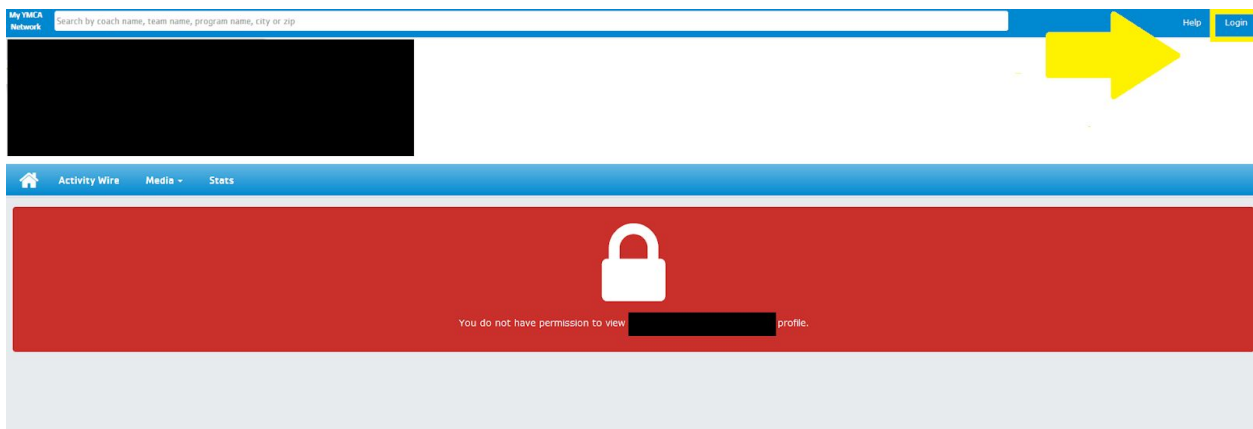 My YMCA
Network
Search by coach name, team name, program name, city or zip
Help Login
Activity Wire Media Stats
You do not have permission to view profile.